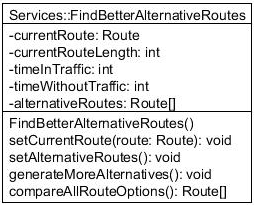 Services::FindBetterAlternativeRoutes
-currentRoute: Route
-currentRouteLength: int
-timeInTraffic: int
-timeWithoutTraffic: int
-alternativeRoutes: Route[]
FindBetterAlternativeRoutes()
setCurrentRoute(route: Route): void
setAlternativeRoutes(): void
generateMoreAlternatives(): void
compareAllRouteOptions(): Route[]